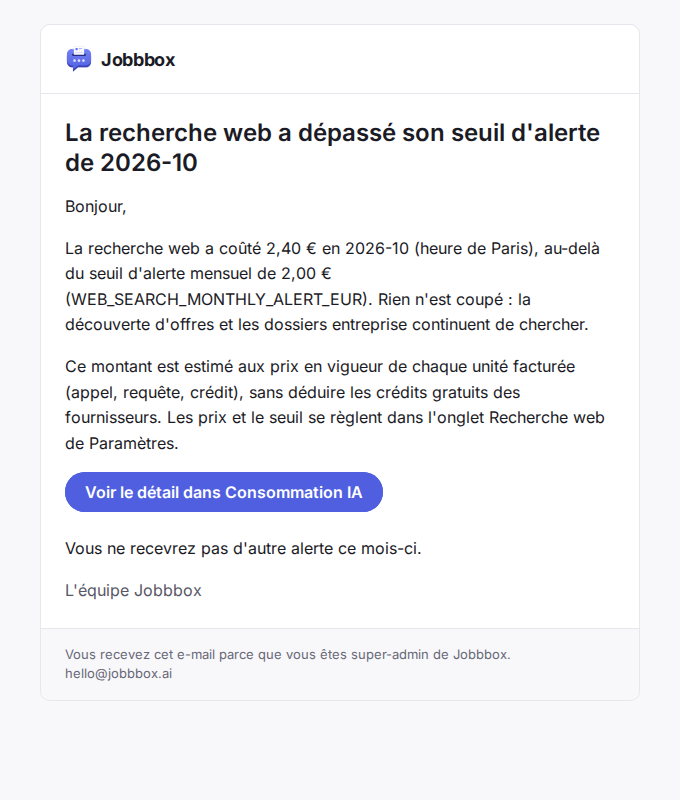 Jobbbox
La recherche web a dépassé son seuil d'alerte
de 2026-10
Bonjour,
La recherche web a coûté 2,40 € en 2026-10 (heure de Paris), au-delà
du seuil d'alerte mensuel de 2,00 €
(WEB_SEARCH_MONTHLY_ALERT_EUR). Rien n'est coupé : la
découverte d'offres et les dossiers entreprise continuent de chercher.
Ce montant est estimé aux prix en vigueur de chaque unité facturée
(appel, requête, crédit), sans déduire les crédits gratuits des
fournisseurs. Les prix et le seuil se règlent dans l'onglet Recherche web
de Paramètres.
Voir le détail dans Consommation IA
Vous ne recevrez pas d'autre alerte ce mois-ci.
L'équipe Jobbbox
Vous recevez cet e-mail parce que vous êtes super-admin de Jobbbox.
hello@jobbbox.ai